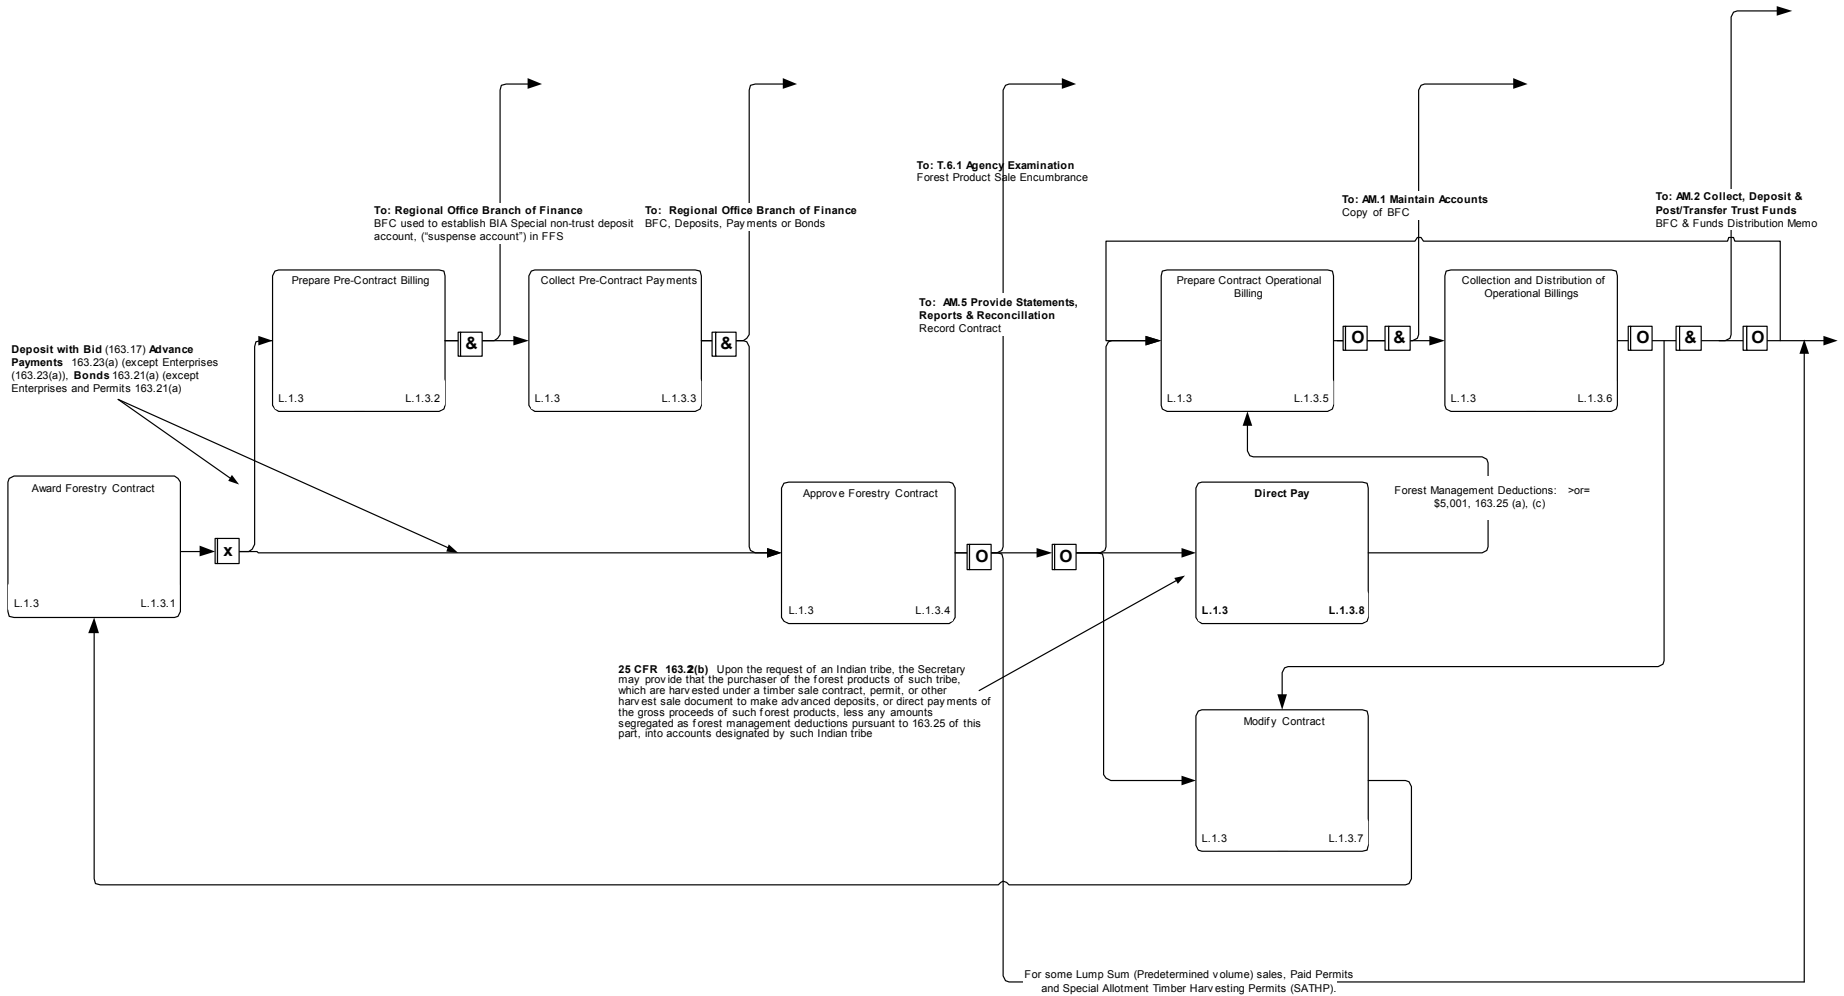 To: T.6.1 Agency Examination
Forest Product Sale Encumbrance
To: Regional Office Branch of Finance
BFC used to establish BIA Special non-trust deposit
account, (“suspense account”) in FFS
To: Regional Office Branch of Finance
BFC, Deposits, Payments or Bonds
To: AM.1 Maintain Accounts
Copy of BFC
To: AM.2 Collect, Deposit &
Post/Transfer Trust Funds
BFC & Funds Distribution Memo
To: AM.5 Provide Statements,
Reports & Reconcillation
Record Contract
Deposit with Bid (163.17) Advance
Payments 163.23(a) (except Enterprises
(163.23(a)), Bonds 163.21(a) (except
Enterprises and Permits 163.21(a)
Prepare Pre-Contract Billing
L.1.3
L.1.3.2
&
Collect Pre-Contract Payments
L.1.3
L.1.3.3
&
Prepare Contract Operational
Billing
L.1.3
L.1.3.5
O
&
Collection and Distribution of
Operational Billings
L.1.3
L.1.3.6
O
&
O
Award Forestry Contract
L.1.3
L.1.3.1
x
Approve Forestry Contract
L.1.3
L.1.3.4
O
O
Direct Pay
L.1.3
L.1.3.8
Forest Management Deductions: >or=
$5,001, 163.25 (a), (c)
25 CFR (b) Upon the request of an Indian tribe, the Secretary
may provide that the purchaser of the forest products of such tribe,
which are harvested under a timber sale contract, permit, or other
harvest sale document to make advanced deposits, or direct payments of
the gross proceeds of such forest products, less any amounts
segregated as forest management deductions pursuant to 163.25 of this
part, into accounts designated by such Indian tribe
Modify Contract
L.1.3
L.1.3.7
For some Lump Sum (Predetermined volume) sales, Paid Permits
and Special Allotment Timber Harvesting Permits (SATHP).